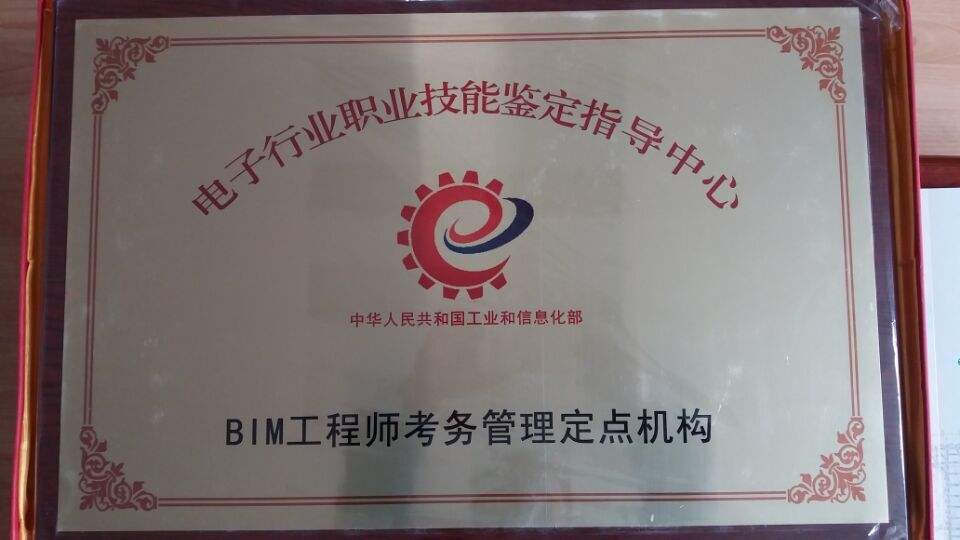 电子行业职业技能鉴定指导中心
中华人民共和国工业和信息化部
BIM工程师考务管理定点机构